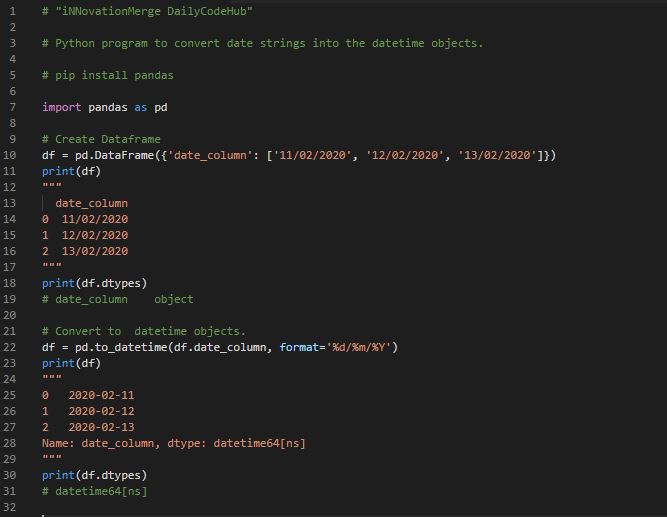 1 # "iNNovationMerge DailyCodeHub"
2
3 # Python program to convert date strings into the datetime objects.
4
5 # pip install pandas
6
7 import pandas as pd
8
9 # Create Dataframe
10 df = pd.DataFrame({'date_column': ['11/02/2020', '12/02/2020', '13/02/2020']})
11 print(df)
12 """
13   date_column
14 0  11/02/2020
15 1  12/02/2020
16 2  13/02/2020
17 """
18 print(df.dtypes)
19 # date_column    object
20
21 # Convert to  datetime objects.
22 df = pd.to_datetime(df.date_column, format='%d/%m/%Y')
23 print(df)
24 """
25 0   2020-02-11
26 1   2020-02-12
27 2   2020-02-13
28 Name: date_column, dtype: datetime64[ns]
29 """
30 print(df.dtypes)
31 # datetime64[ns]
32